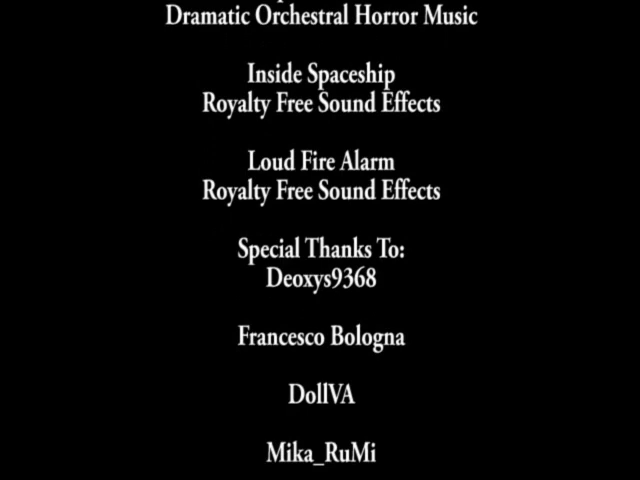 Dramatic Orchestral Horror Music
Inside Spaceship
Royalty Free Sound Effects
Loud Fire Alarm
Royalty Free Sound Effects
Special Thanks To:
Deoxys9368
Francesco Bologna
DollVA
Mika_RuMi